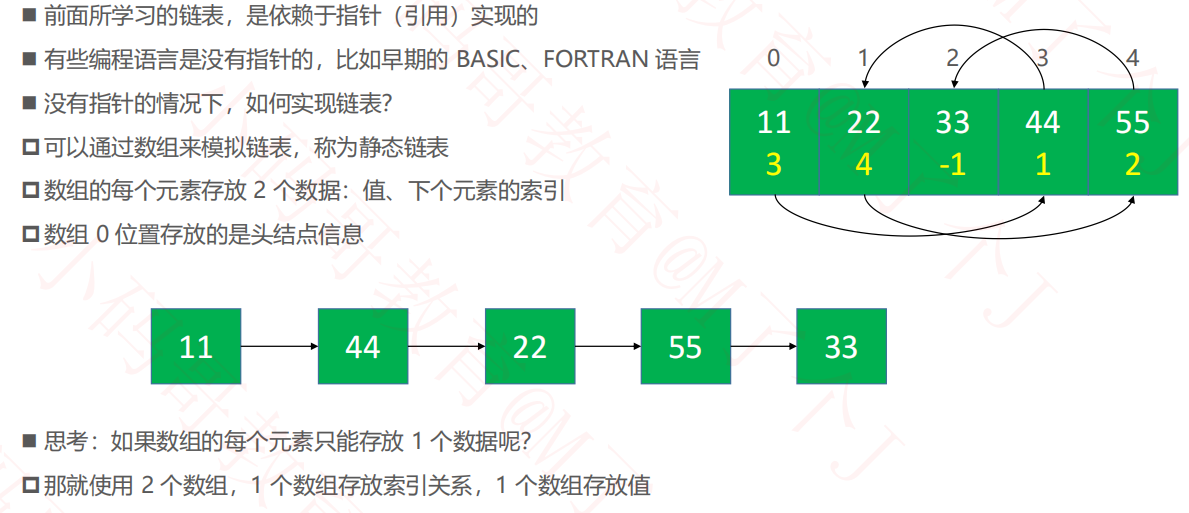 ■ 前面所学习的链表，是依赖于指针（引用）实现的
■ 有些编程语言是没有指针的，比如早期的 BASIC、FORTRAN 语言
■ 没有指针的情况下，如何实现链表？
可以通过数组来模拟链表，称为静态链表
数组的每个元素存放 2 个数据：值、下个元素的索引
数组 0 位置存放的是头结点信息
0 1 2 3 4
11 22 33 44 55
3 4 -1 1 2
11 44 22 55 33
■ 思考：如果数组的每个元素只能存放 1 个数据呢？
那就使用 2 个数组，1 个数组存放索引关系，1 个数组存放值
小码哥教育@M了个J